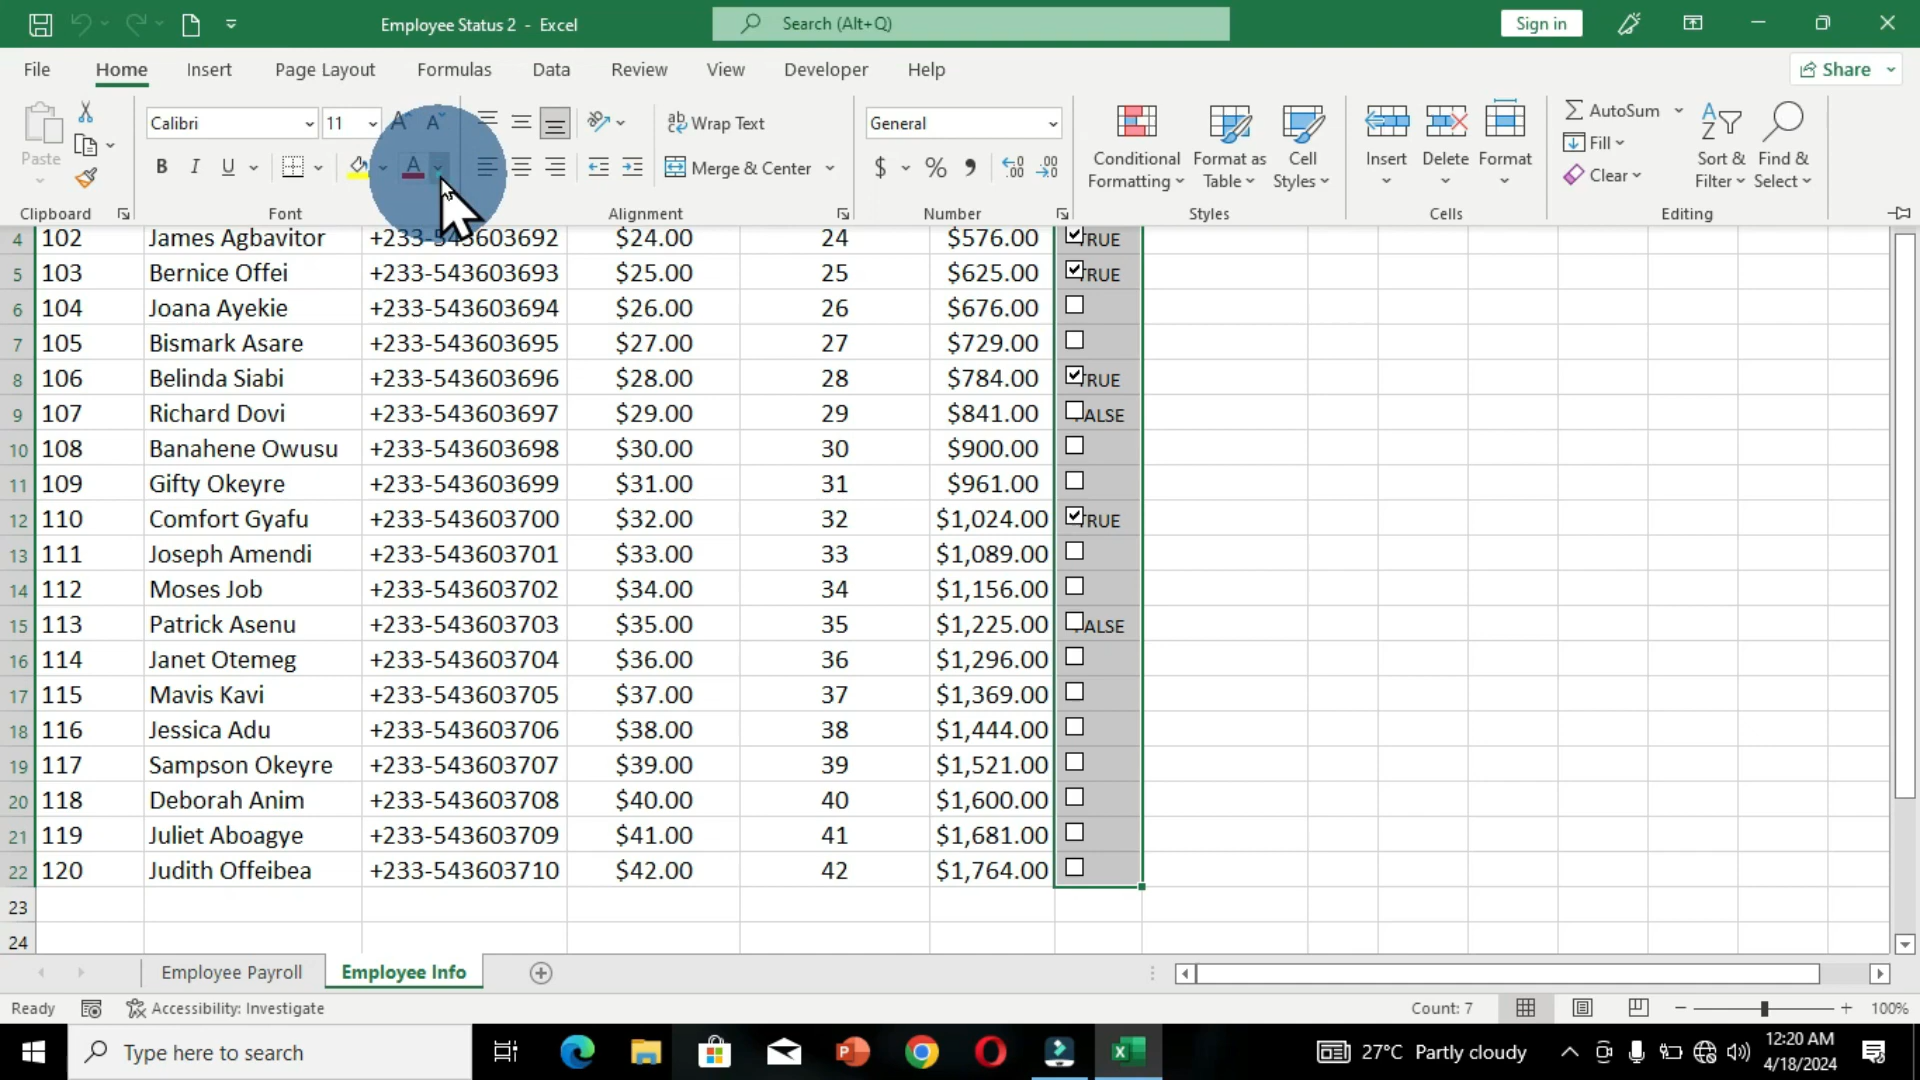 Employee Status 2 - Excel
Search (Alt+Q)
Sign in
File Home Insert Page Layout Formulas Data Review View Developer Help
Share
Paste
Calibri 11
B I U
A
Wrap Text
Merge & Center
General
$ % ,
Conditional Formatting
Format as Table
Cell Styles
Insert Delete Format
AutoSum
Fill
Clear
Sort & Filter
Find & Select
Clipboard Font Alignment Number Styles Cells Editing
4 102 James Agbavitor +233-543603692 $24.00 24 $576.00 TRUE
5 103 Bernice Offei +233-543603693 $25.00 25 $625.00 TRUE
6 104 Joana Ayekie +233-543603694 $26.00 26 $676.00
7 105 Bismark Asare +233-543603695 $27.00 27 $729.00
8 106 Belinda Siabi +233-543603696 $28.00 28 $784.00 TRUE
9 107 Richard Dovi +233-543603697 $29.00 29 $841.00 FALSE
10 108 Banahene Owusu +233-543603698 $30.00 30 $900.00
11 109 Gifty Okeyre +233-543603699 $31.00 31 $961.00
12 110 Comfort Gyafu +233-543603700 $32.00 32 $1,024.00 TRUE
13 111 Joseph Amendi +233-543603701 $33.00 33 $1,089.00
14 112 Moses Job +233-543603702 $34.00 34 $1,156.00
15 113 Patrick Asenu +233-543603703 $35.00 35 $1,225.00 FALSE
16 114 Janet Otemeg +233-543603704 $36.00 36 $1,296.00
17 115 Mavis Kavi +233-543603705 $37.00 37 $1,369.00
18 116 Jessica Adu +233-543603706 $38.00 38 $1,444.00
19 117 Sampson Okeyre +233-543603707 $39.00 39 $1,521.00
20 118 Deborah Anim +233-543603708 $40.00 40 $1,600.00
21 119 Juliet Aboagye +233-543603709 $41.00 41 $1,681.00
22 120 Judith Offeibea +233-543603710 $42.00 42 $1,764.00
23
24
Employee Payroll Employee Info
Ready Accessibility: Investigate Count: 7 100%
Type here to search
27°C Partly cloudy
12:20 AM
4/18/2024